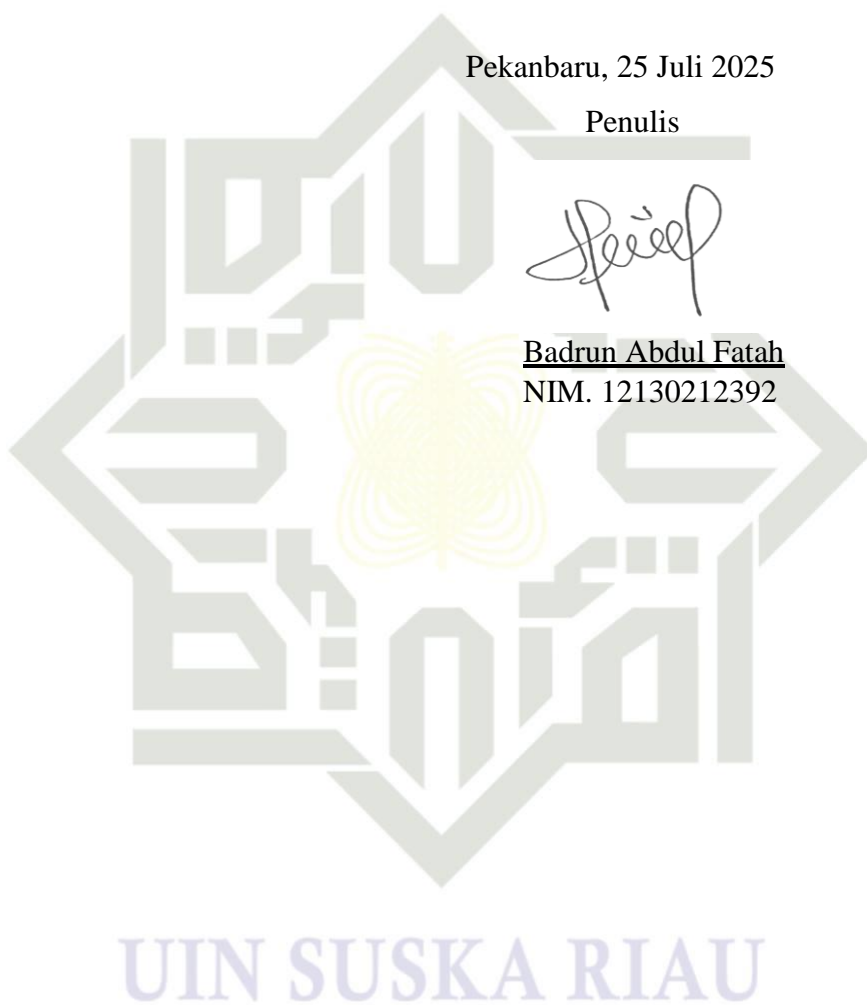 Pekanbaru, 25 Juli 2025
Penulis
Badrun Abdul Fatah
NIM. 12130212392
UIN SUSKA RIAU